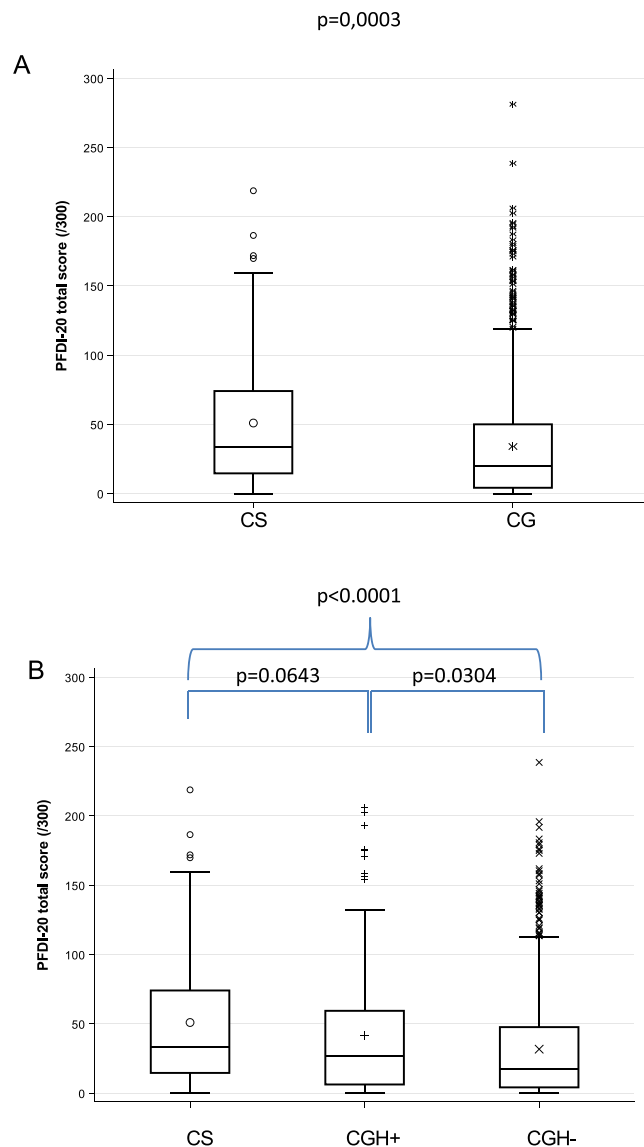 p=0,0003
A
300
250
200
150
100
50
0
PFDI-20 total score (/300)
CS CG
p<0.0001
B
p=0.0643 p=0.0304
300
250
200
150
100
50
0
PFDI-20 total score (/300)
CS CGH+ CGH-